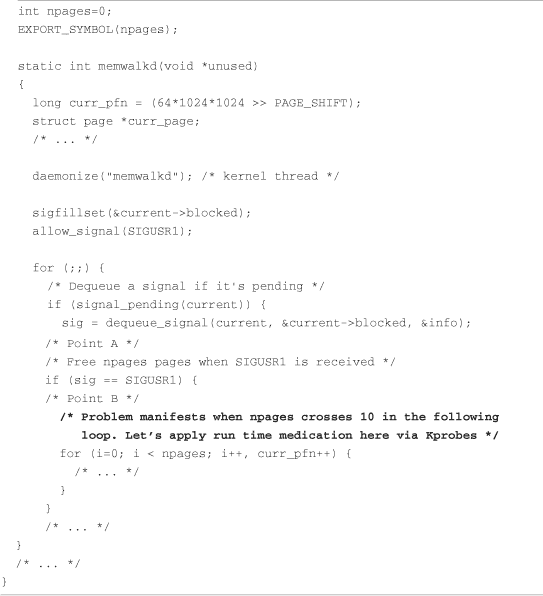 int npages=0;
EXPORT_SYMBOL(npages);
static int memwalkd(void *unused)
{
long curr_pfn = (64*1024*1024 >> PAGE_SHIFT);
struct page *curr_page;
/* ... */
daemonize("memwalkd"); /* kernel thread */
sigfillset(&current->blocked);
allow_signal(SIGUSR1);
for (;;) {
/* Dequeue a signal if it's pending */
if (signal_pending(current)) {
sig = dequeue_signal(current, &current->blocked, &info);
/* Point A */
/* Free npages pages when SIGUSR1 is received */
if (sig == SIGUSR1) {
/* Point B */
/* Problem manifests when npages crosses 10 in the following
loop. Let's apply run time medication here via Kprobes */
for (i=0; i < npages; i++, curr_pfn++) {
/* ... */
}
}
/* ... */
}
/* ... */
}